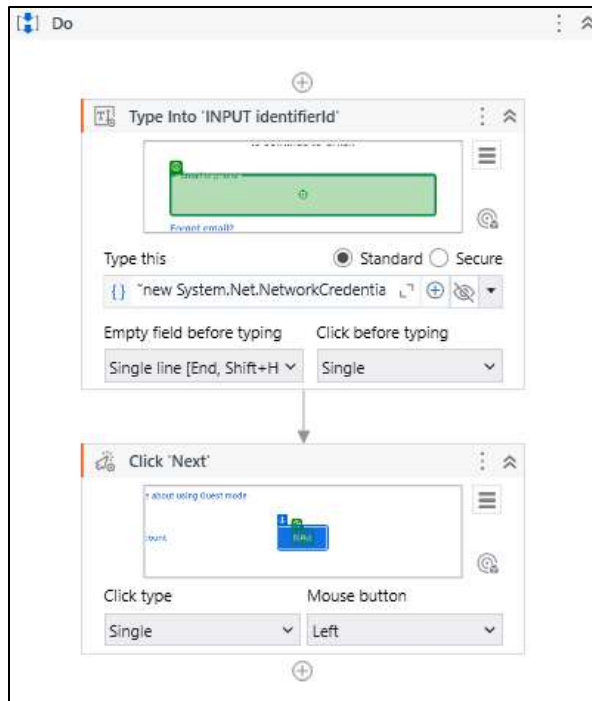 Do
Type Into 'INPUT identifierId'
Forgot email?
Type this
Standard
Secure
{} "new System.Net.NetworkCredentia
Empty field before typing
Click before typing
Single line [End, Shift+H
Single
Click 'Next'
e about using Guest mode
count
Click type
Mouse button
Single
Left